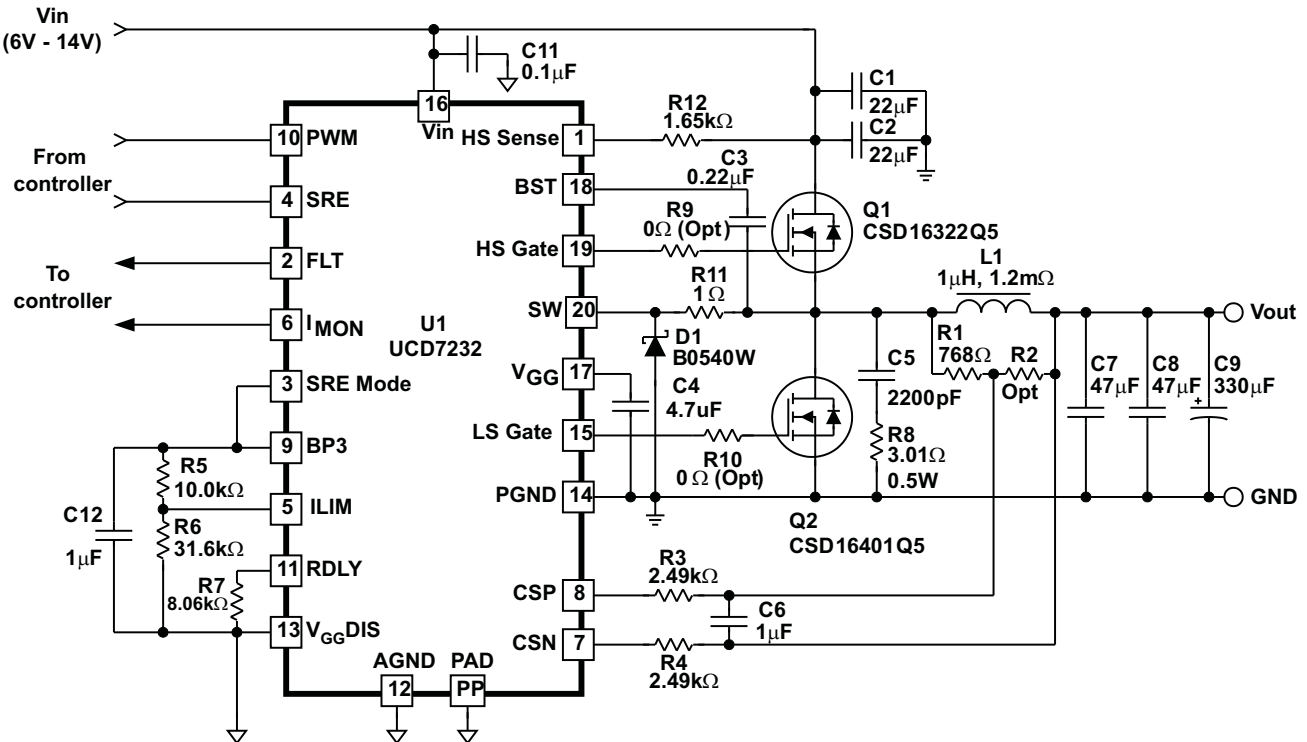 Vin
(6V - 14V)
C11
0.1μF
16
Vin
R12
1.65kΩ
C1
22μF
C2
22μF
10 PWM
HS Sense 1
From
controller
C3
0.22μF
BST 18
4 SRE
R9
0Ω (Opt)
Q1
CSD16322Q5
HS Gate 19
2 FLT
To
controller
L1
1μH, 1.2mΩ
R11
1Ω
SW 20
Vout
6 IMON
U1
UCD7232
D1
B0540W
R1
768Ω
R2
Opt
C5
2200pF
C7
47μF
C8
47μF
C9
330μF
+
VGG 17
3 SRE Mode
C4
4.7uF
LS Gate 15
R8
3.01Ω
0.5W
9 BP3
R10
0Ω (Opt)
R5
10.0kΩ
PGND 14
GND
5 ILIM
C12
1μF
R6
31.6kΩ
Q2
CSD16401Q5
11 RDLY
R7
8.06kΩ
R3
2.49kΩ
CSP 8
C6
1μF
13 VGGDIS
CSN 7
R4
2.49kΩ
AGND PAD
12 PP